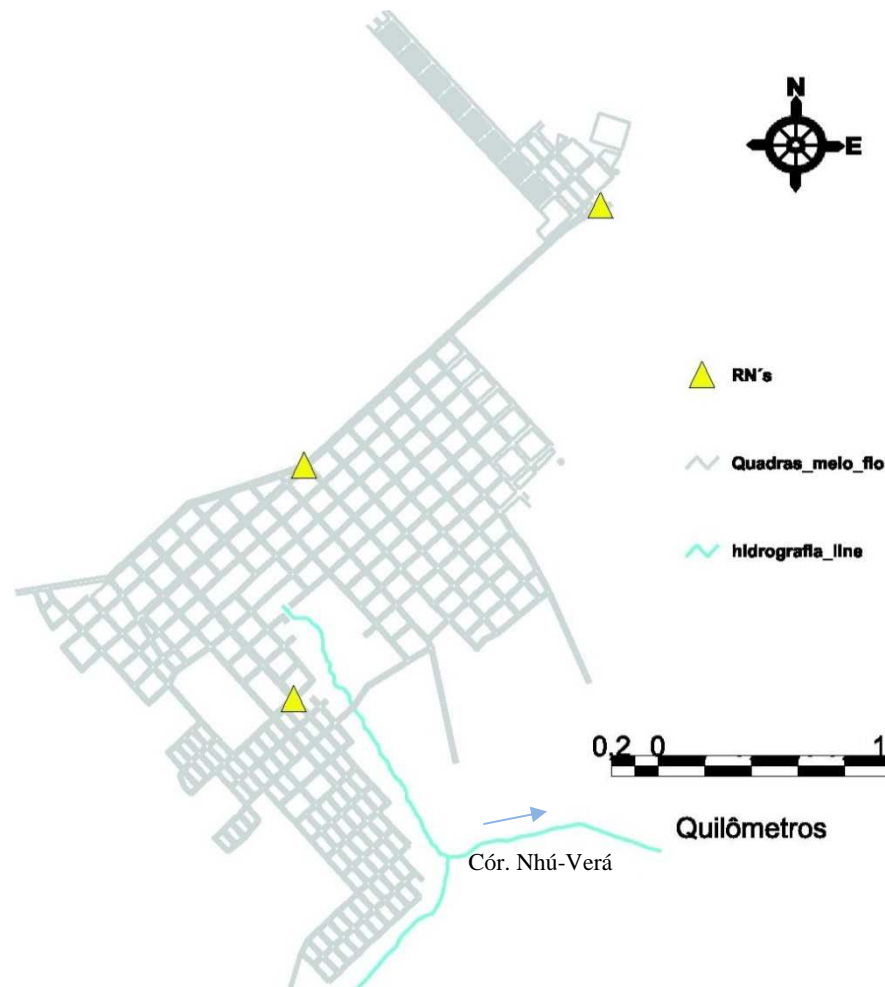 N
E
RN´s
Quadras_meio_fio
hidrografia_line
0.2 0 1
Quilômetros
Cór. Nhú-Verá